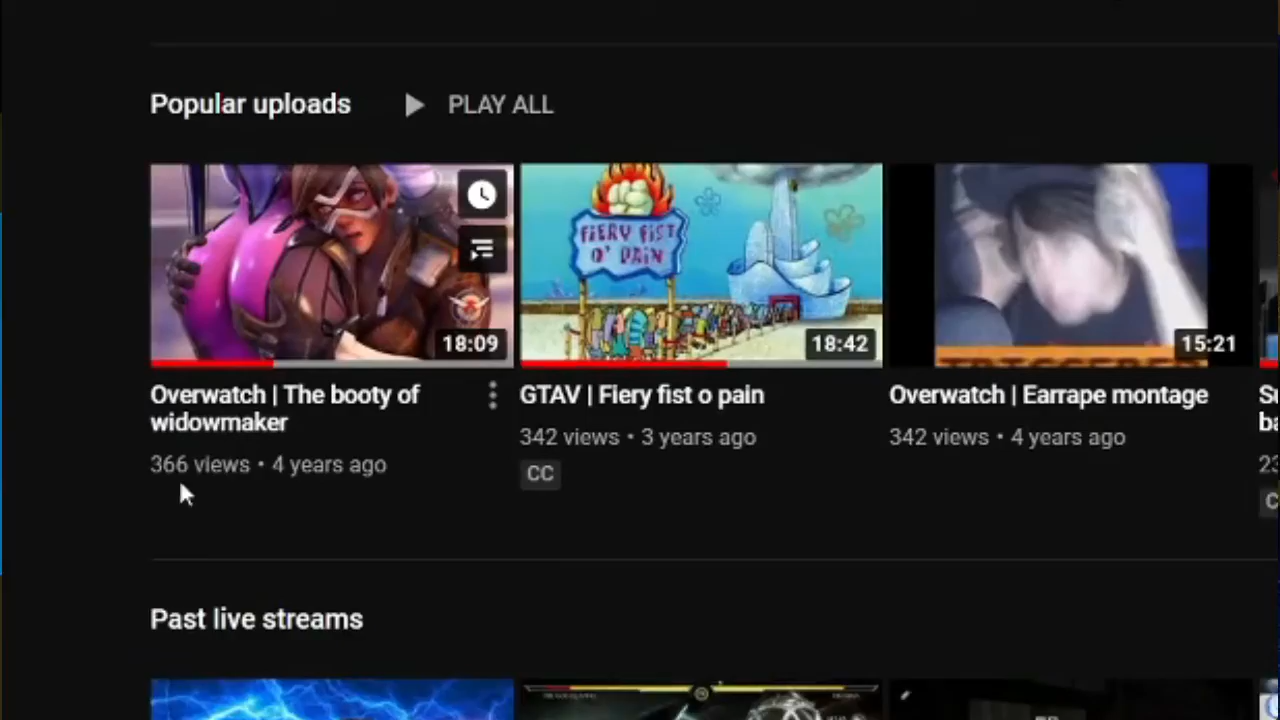 Popular uploads
PLAY ALL
FIERY FIST
O' PAIN
18:09
18:42
15:21
TRIGGERED
Overwatch | The booty of
widowmaker
366 views • 4 years ago
GTAV | Fiery fist o pain
342 views • 3 years ago
CC
Overwatch | Earrape montage
342 views • 4 years ago
Past live streams